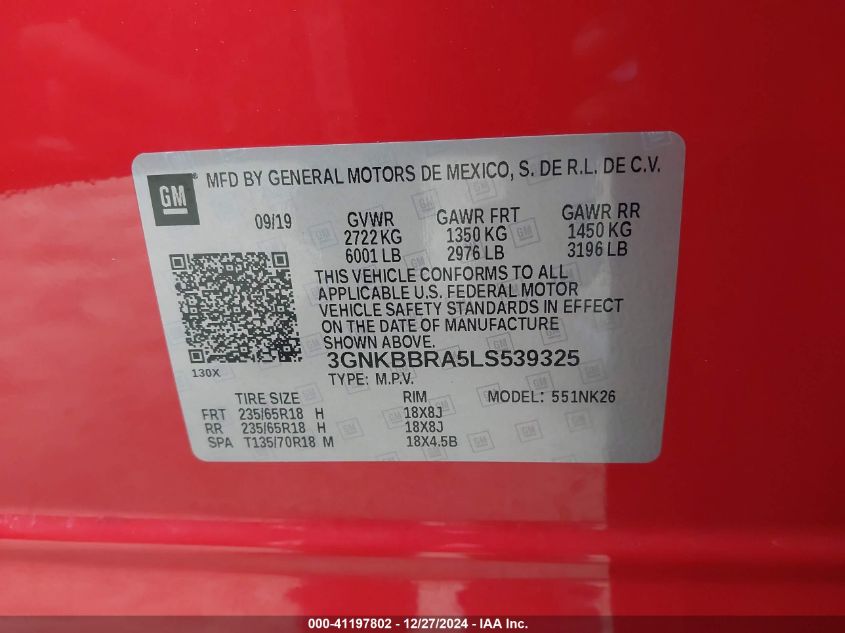 GM ® MFD BY GENERAL MOTORS DE MEXICO, S. DE R.L. DE C.V.
09/19 GVWR GAWR FRT GAWR RR
2722 KG 1350 KG 1450 KG
6001 LB 2976 LB 3196 LB
THIS VEHICLE CONFORMS TO ALL
APPLICABLE U.S. FEDERAL MOTOR
VEHICLE SAFETY STANDARDS IN EFFECT
ON THE DATE OF MANUFACTURE
SHOWN ABOVE.
130X
3GNKBBRA5LS539325
TYPE: M.P.V.
TIRE SIZE RIM MODEL: 551NK26
FRT 235/65R18 H 18X8J
RR 235/65R18 H 18X8J
SPA T135/70R18 M 18X4.5B
000-41197802 - 12/27/2024 - IAA Inc.